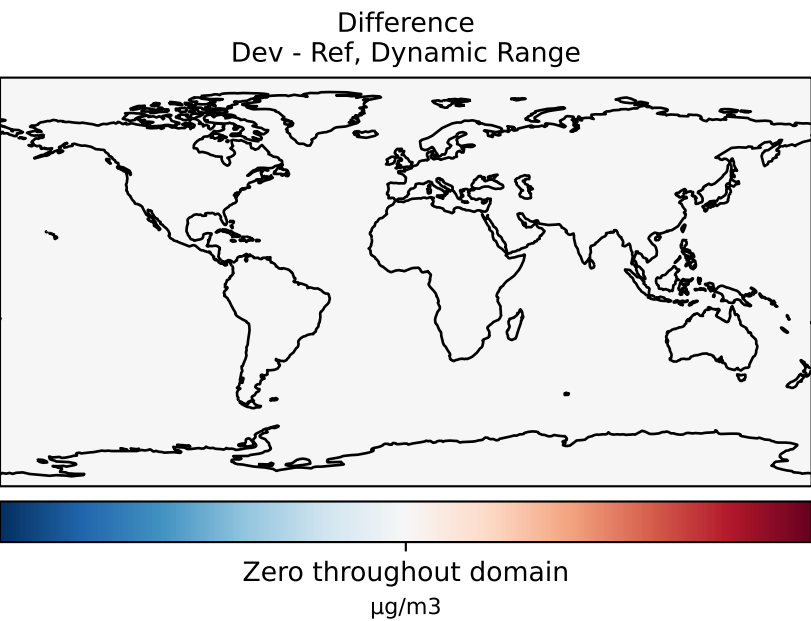 Difference
Dev - Ref, Dynamic Range
Zero throughout domain
μg/m3